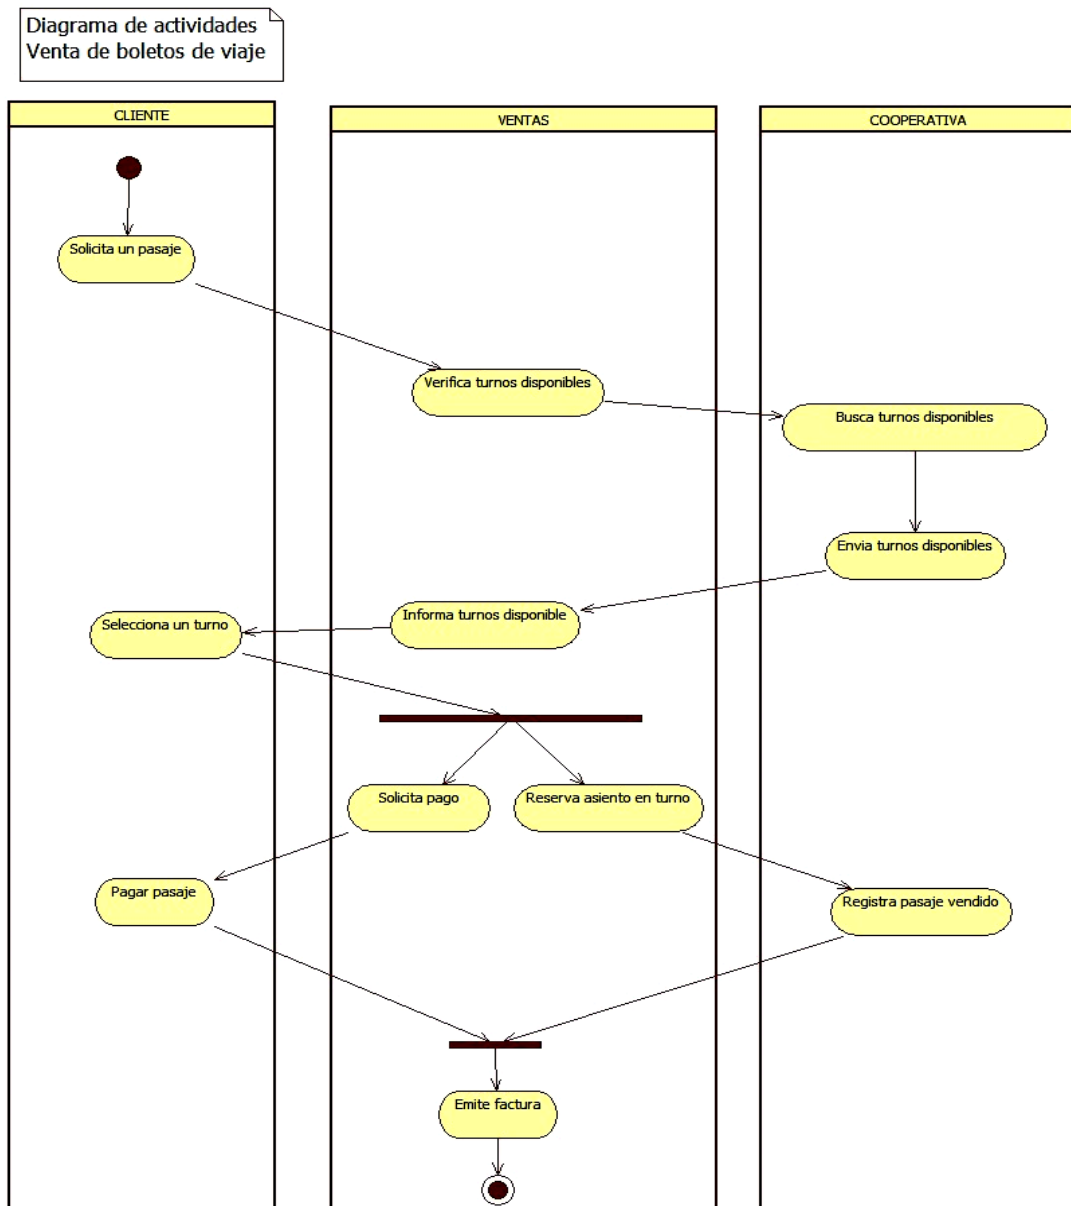 Diagrama de actividades
Venta de boletos de viaje
CLIENTE
VENTAS
COOPERATIVA
Solicita un pasaje
Verifica turnos disponibles
Busca turnos disponibles
Envia turnos disponibles
Informa turnos disponible
Selecciona un turno
Solicita pago
Reserva asiento en turno
Pagar pasaje
Registra pasaje vendido
Emite factura